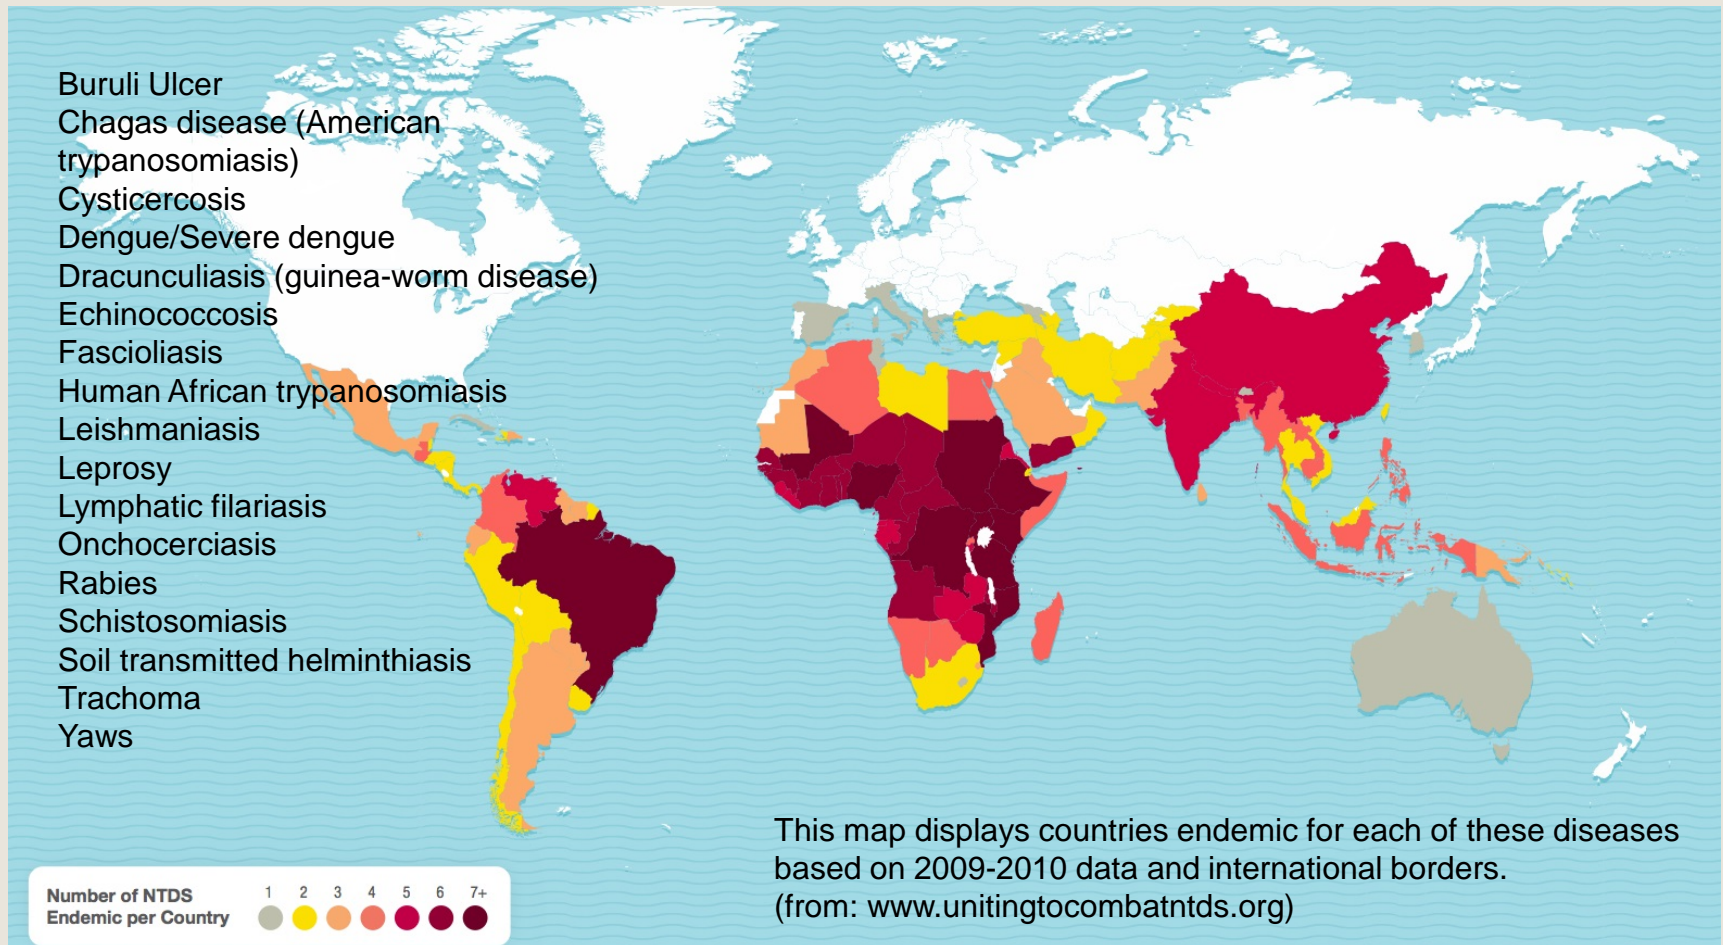 Buruli Ulcer
Chagas disease (American
trypanosomiasis)
Cysticercosis
Dengue/Severe dengue
Dracunculiasis (guinea-worm disease)
Echinococcosis
Fascioliasis
Human African trypanosomiasis
Leishmaniasis
Leprosy
Lymphatic filariasis
Onchocerciasis
Rabies
Schistosomiasis
Soil transmitted helminthiasis
Trachoma
Yaws
This map displays countries endemic for each of these diseases
based on 2009-2010 data and international borders.
(from: www.unitingtocombatntds.org)
Number of NTDS
Endemic per Country
1 2 3 4 5 6 7+